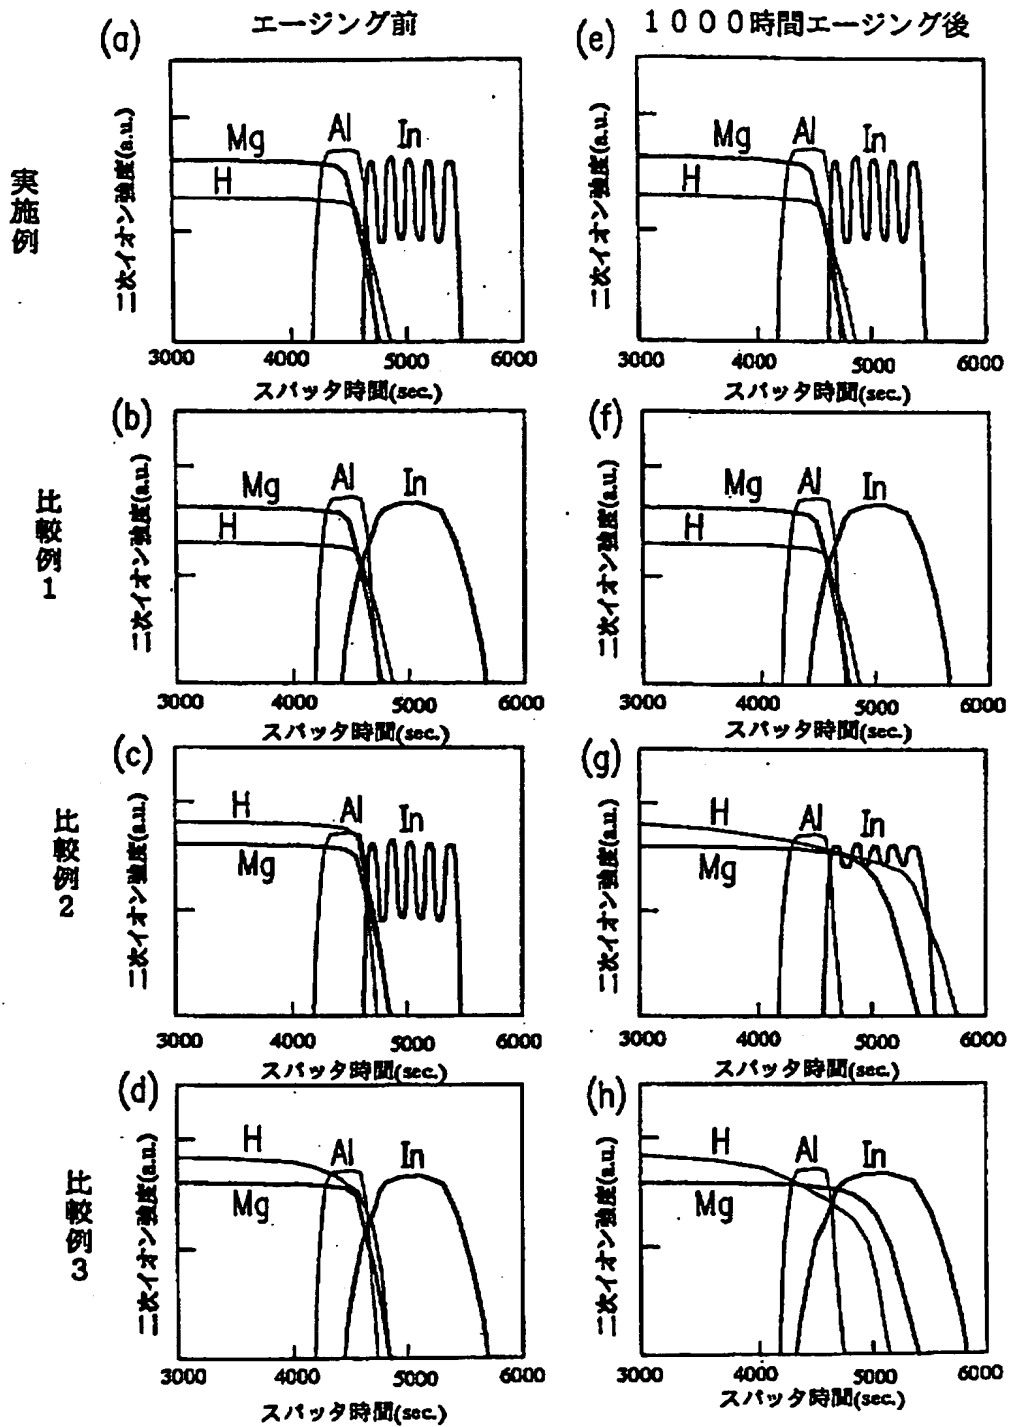 エージング前
1000時間エージング後
実施例
(a)
二次イオン強度(a.u.)
Mg
Al
In
H
3000 4000 5000 6000
スパッタ時間(sec.)
(e)
二次イオン強度(a.u.)
Mg
Al
In
H
3000 4000 5000 6000
スパッタ時間(sec.)
比較例1
(b)
二次イオン強度(a.u.)
Mg
Al
In
H
3000 4000 5000 6000
スパッタ時間(sec.)
(f)
二次イオン強度(a.u.)
Mg
Al
In
H
3000 4000 5000 6000
スパッタ時間(sec.)
比較例2
(c)
二次イオン強度(a.u.)
H
Al
In
Mg
3000 4000 5000 6000
スパッタ時間(sec.)
(g)
二次イオン強度(a.u.)
H
Al
In
Mg
3000 4000 5000 6000
スパッタ時間(sec.)
比較例3
(d)
二次イオン強度(a.u.)
H
Al
In
Mg
3000 4000 5000 6000
スパッタ時間(sec.)
(h)
二次イオン強度(a.u.)
H
Al
In
Mg
3000 4000 5000 6000
スパッタ時間(sec.)